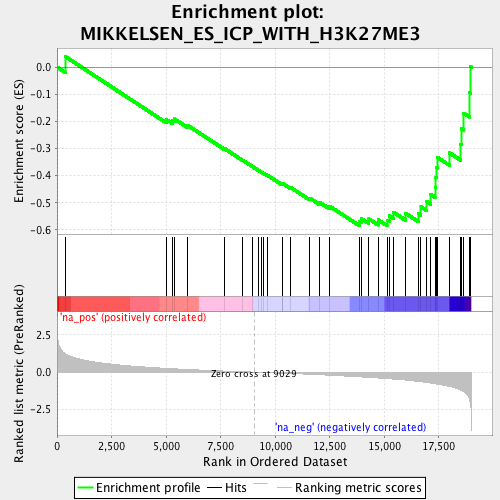 Enrichment plot:
MIKKELSEN_ES_ICP_WITH_H3K27ME3
Enrichment score (ES)
0.0
-0.1
-0.2
-0.3
-0.4
-0.5
-0.6
'na_pos' (positively correlated)
Ranked list metric (PreRanked)
2.5
0.0
-2.5
Zero cross at 9029
'na_neg' (negatively correlated)
0
2,500
5,000
7,500
10,000
12,500
15,000
17,500
Rank in Ordered Dataset
Enrichment profile
Hits
Ranking metric scores